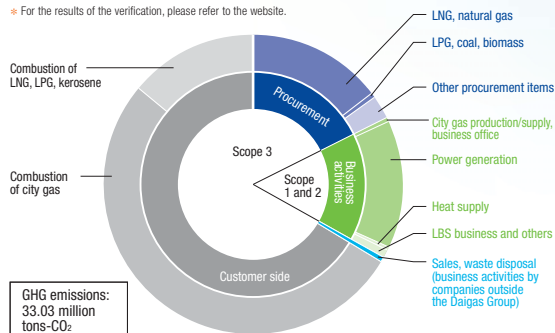 * For the results of the verification, please refer to the website.
LNG, natural gas
LPG, coal, biomass
Other procurement items
City gas production/supply,
business office
Power generation
Heat supply
LBS business and others
Sales, waste disposal
(business activities by
companies outside
the Daigas Group)
Combustion of
LNG, LPG, kerosene
Combustion
of city gas
Procurement
Business
activities
Customer side
Scope 3
Scope
1 and 2
GHG emissions:
33.03 million
tons-CO₂